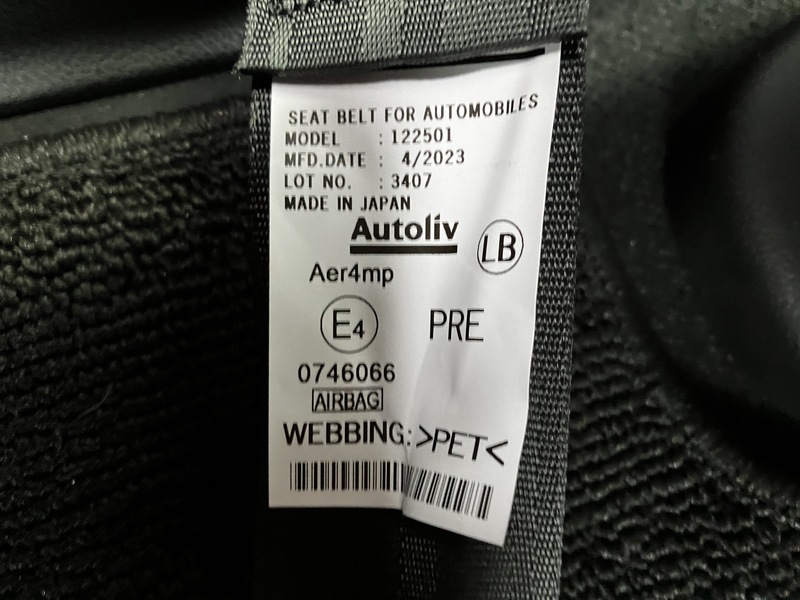 SEAT BELT FOR AUTOMOBILES
MODEL : 122501
MFD.DATE : 4/2023
LOT NO. : 3407
MADE IN JAPAN
Autoliv
LB
Aer4mp
E4 PRE
0746066
AIRBAG
WEBBING:>PET<